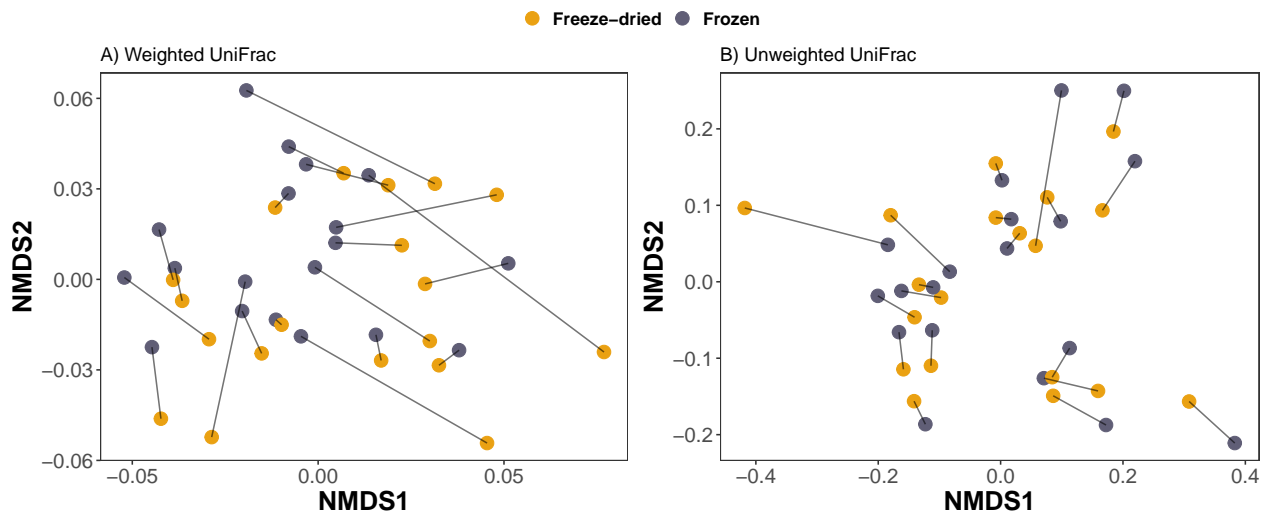 Freeze−dried Frozen
A) Weighted UniFrac
B) Unweighted UniFrac
NMDS2
0.06
0.03
0.00
−0.03
−0.06
−0.05 0.00 0.05
NMDS1
NMDS2
0.2
0.1
0.0
−0.1
−0.2
−0.4 −0.2 0.0 0.2 0.4
NMDS1